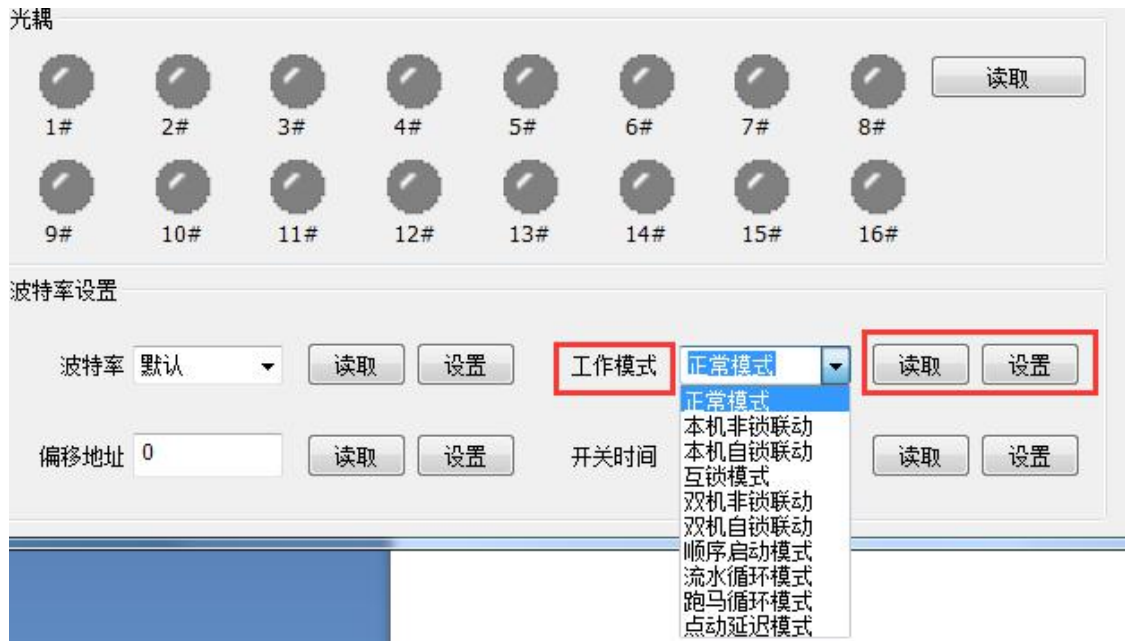 光耦
读取
1# 2# 3# 4# 5# 6# 7# 8#
9# 10# 11# 12# 13# 14# 15# 16#
波特率设置
波特率 默认 读取 设置 工作模式 正常模式 读取 设置
正常模式
本机非锁联动
偏移地址 0 读取 设置 开关时间 本机自锁联动 读取 设置
互锁模式
双机非锁联动
双机自锁联动
顺序启动模式
流水循环模式
跑马循环模式
点动延迟模式